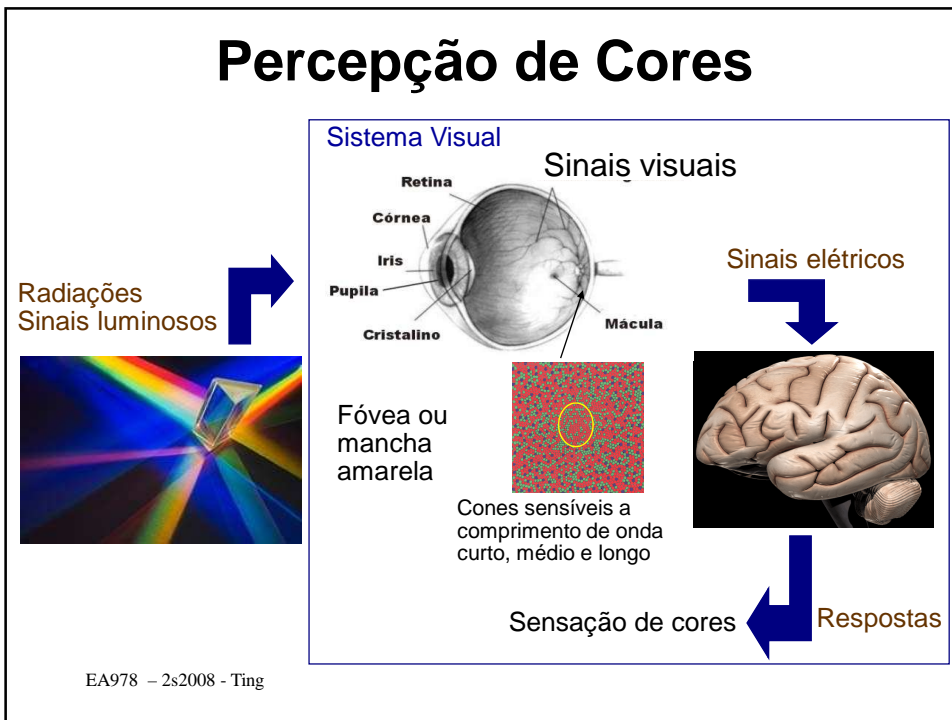 Percepção de Cores
Sistema Visual
Sinais visuais
Retina
Córnea
Iris
Pupila
Cristalino
Mácula
Radiações
Sinais luminosos
Sinais elétricos
Fóvea ou
mancha
amarela
Cones sensíveis a
comprimento de onda
curto, médio e longo
Sensação de cores
Respostas
EA978 – 2s2008 - Ting